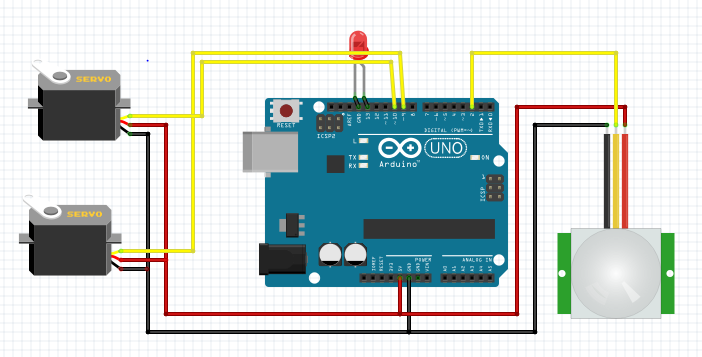 SERVO
SERVO
RESET
ICSP2
AREF
GND
13
12
11
10
9
8
7
6
5
4
3
2
TX▶1
RX◀0
DIGITAL (PWM=~)
L
TX
RX
Arduino™
UNO
ON
ICSP
1
POWER
ANALOG IN
IOREF
RESET
3V3
5V
GND
GND
VIN
A0
A1
A2
A3
A4
A5